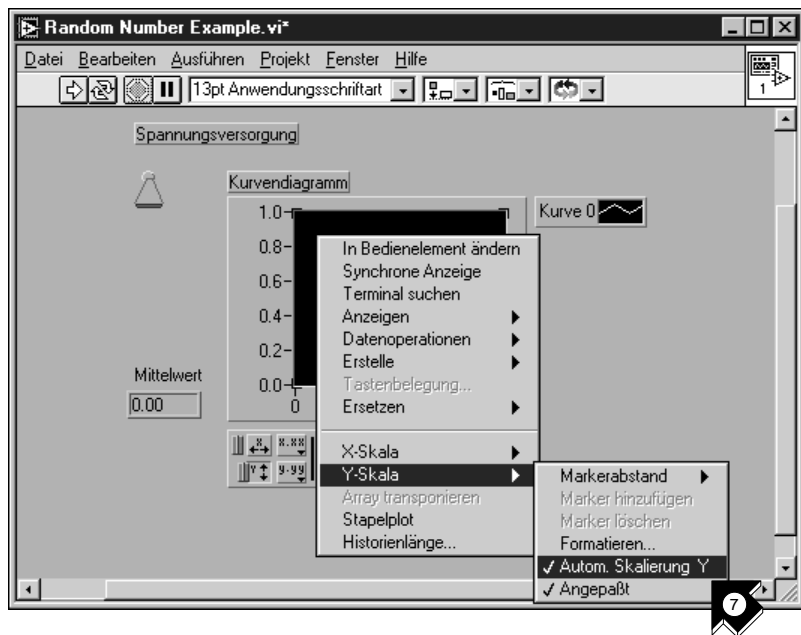 Random Number Example.vi*
Datei Bearbeiten Ausführen Projekt Fenster Hilfe
13pt Anwendungsschriftart
1
Spannungsversorgung
Kurvendiagramm
1.0
Kurve 0
0.8
0.6
0.4
0.2
0.0
0
Mittelwert
0.00
X X.XX
Y Y.YY
In Bedienelement ändern
Synchrone Anzeige
Terminal suchen
Anzeigen
Datenoperationen
Erstelle
Tastenbelegung...
Ersetzen
X-Skala
Y-Skala
Array transponieren
Stapelplot
Historienlänge...
Markerabstand
Marker hinzufügen
Marker löschen
Formatieren...
Autom. Skalierung Y
Angepaßt
7